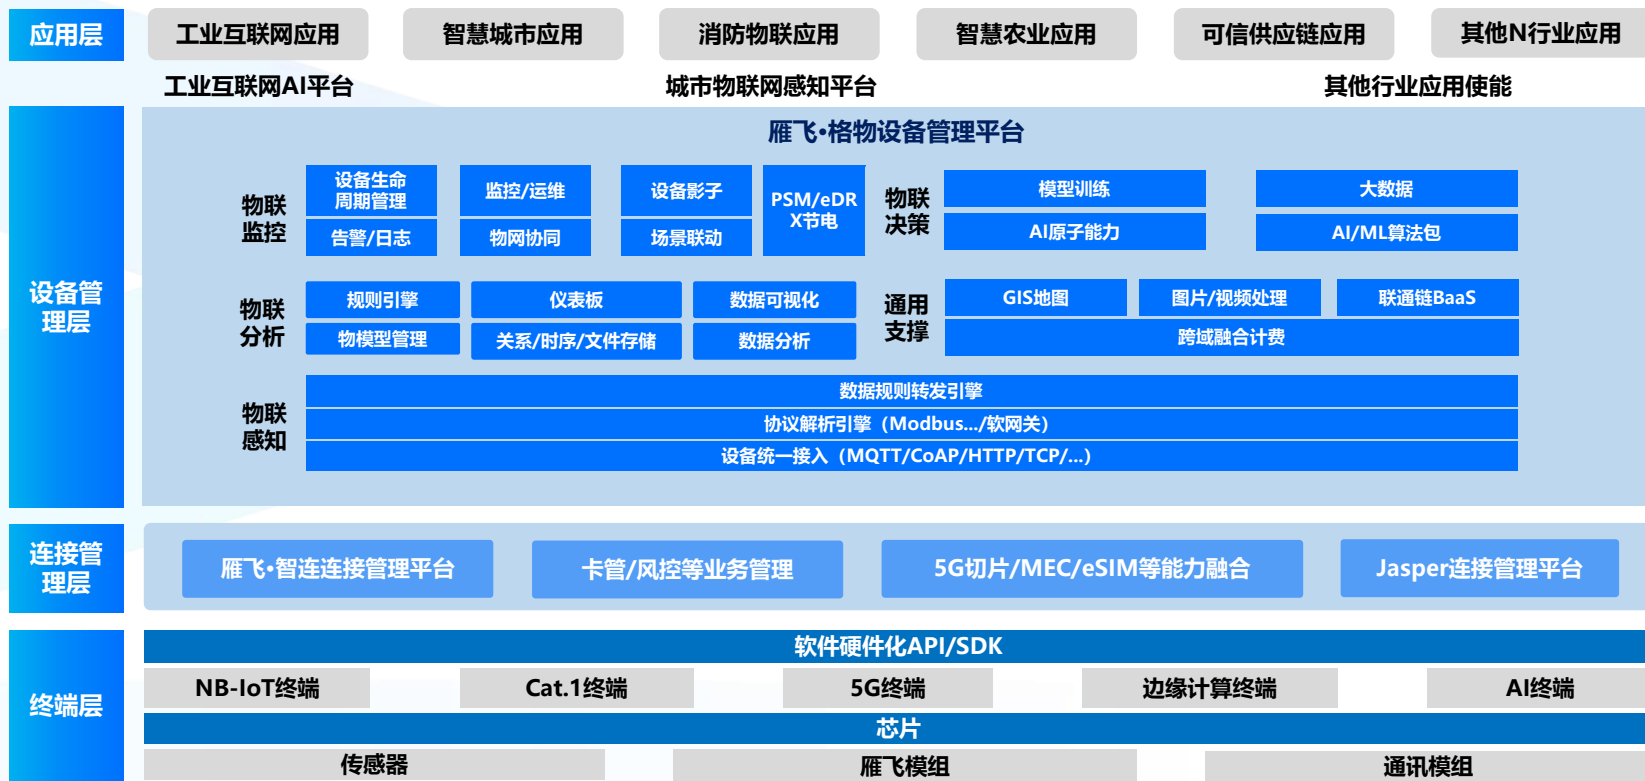 应用层
工业互联网应用
智慧城市应用
消防物联应用
智慧农业应用
可信供应链应用
其他N行业应用
工业互联网AI平台
城市物联网感知平台
其他行业应用使能
设备管
理层
雁飞•格物设备管理平台
物联
监控
设备生命
周期管理
监控/运维
设备影子
PSM/eDR
X节电
告警/日志
物网协同
场景联动
物联
决策
模型训练
大数据
AI原子能力
AI/ML算法包
物联
分析
规则引擎
仪表板
数据可视化
物模型管理
关系/时序/文件存储
数据分析
通用
支撑
GIS地图
图片/视频处理
联通链BaaS
跨域融合计费
物联
感知
数据规则转发引擎
协议解析引擎（Modbus.../软网关）
设备统一接入（MQTT/CoAP/HTTP/TCP/...）
连接管
理层
雁飞•智连连接管理平台
卡管/风控等业务管理
5G切片/MEC/eSIM等能力融合
Jasper连接管理平台
终端层
软件硬件化API/SDK
NB-IoT终端
Cat.1终端
5G终端
边缘计算终端
AI终端
芯片
传感器
雁飞模组
通讯模组